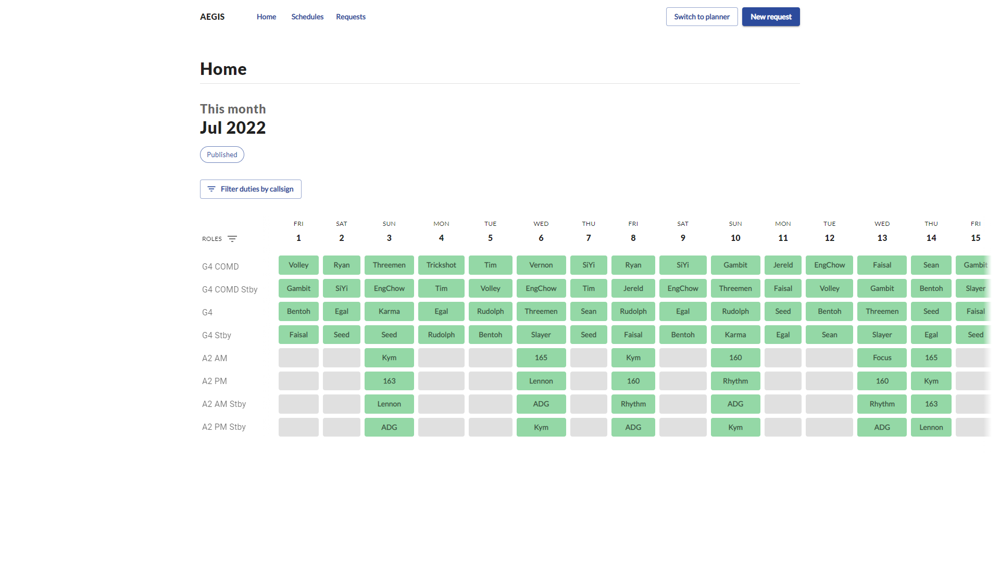 AEGIS Home Schedules Requests Switch to planner New request
Home
This month
Jul 2022
Published
Filter duties by callsign
FRI SAT SUN MON TUE WED THU FRI SAT SUN MON TUE WED THU FRI
ROLES 1 2 3 4 5 6 7 8 9 10 11 12 13 14 15
G4 COMD Volley Ryan Threemen Trickshot Tim Vernon SiYi Ryan SiYi Gambit Jereld EngChow Faisal Sean Gambit
G4 COMD Stby Gambit SiYi EngChow Tim Volley EngChow Tim Jereld EngChow Threemen Faisal Volley Gambit Bentoh Slayer
G4 Bentoh Egal Karma Egal Rudolph Threemen Sean Rudolph Egal Rudolph Seed Bentoh Threemen Seed Faisal
G4 Stby Faisal Seed Seed Rudolph Bentoh Slayer Seed Faisal Bentoh Karma Egal Sean Slayer Egal Seed
A2 AM Kym 165 Kym 160 Focus 165
A2 PM 163 Lennon 160 Rhythm 160 Kym
A2 AM Stby Lennon ADG Rhythm ADG Rhythm 163
A2 PM Stby ADG Kym ADG Kym ADG Lennon